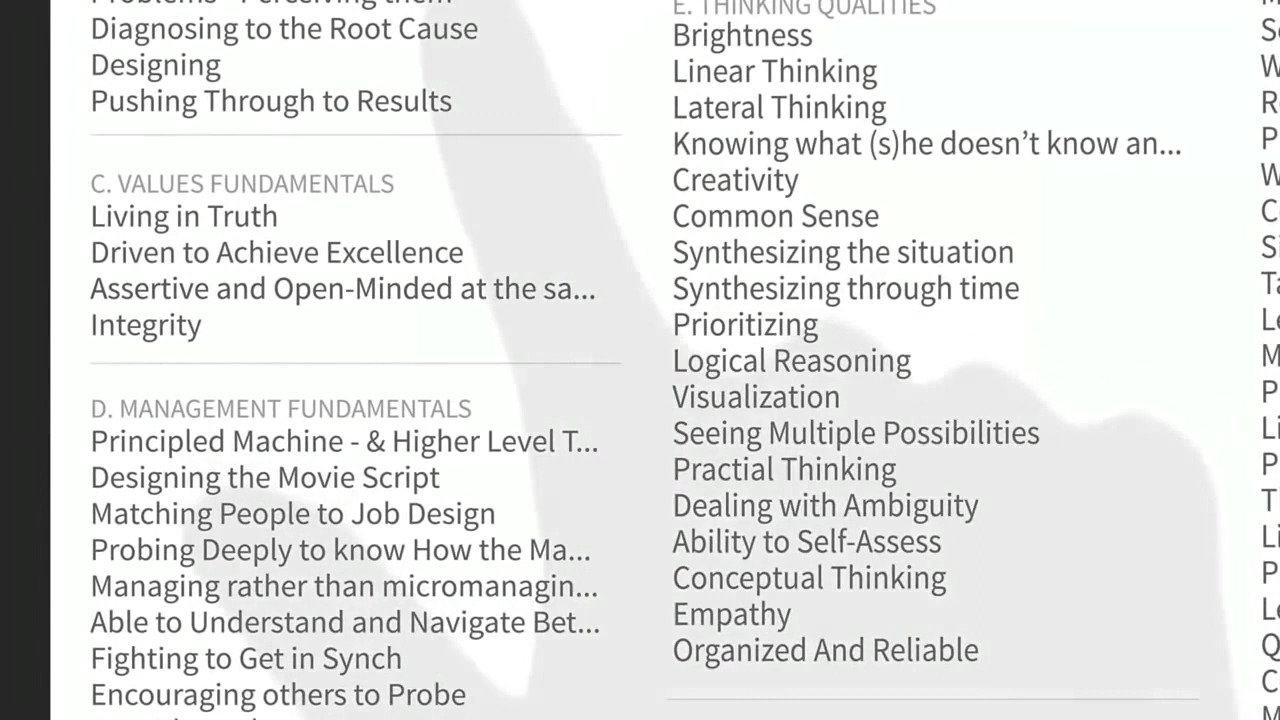 Diagnosing to the Root Cause
Designing
Pushing Through to Results
C. VALUES FUNDAMENTALS
Living in Truth
Driven to Achieve Excellence
Assertive and Open-Minded at the sa...
Integrity
D. MANAGEMENT FUNDAMENTALS
Principled Machine - & Higher Level T...
Designing the Movie Script
Matching People to Job Design
Probing Deeply to know How the Ma...
Managing rather than micromanagin...
Able to Understand and Navigate Bet...
Fighting to Get in Synch
Encouraging others to Probe
E. THINKING QUALITIES
Brightness
Linear Thinking
Lateral Thinking
Knowing what (s)he doesn’t know an...
Creativity
Common Sense
Synthesizing the situation
Synthesizing through time
Prioritizing
Logical Reasoning
Visualization
Seeing Multiple Possibilities
Practial Thinking
Dealing with Ambiguity
Ability to Self-Assess
Conceptual Thinking
Empathy
Organized And Reliable